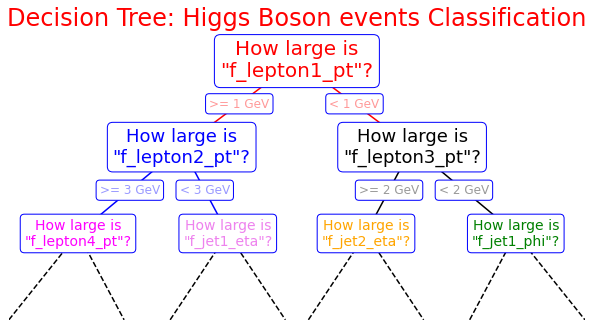 Decision Tree: Higgs Boson events Classification
How large is
"f_lepton1_pt"?
>= 1 GeV
< 1 GeV
How large is
"f_lepton2_pt"?
How large is
"f_lepton3_pt"?
>= 3 GeV
< 3 GeV
>= 2 GeV
< 2 GeV
How large is
"f_lepton4_pt"?
How large is
"f_jet1_eta"?
How large is
"f_jet2_eta"?
How large is
"f_jet1_phi"?